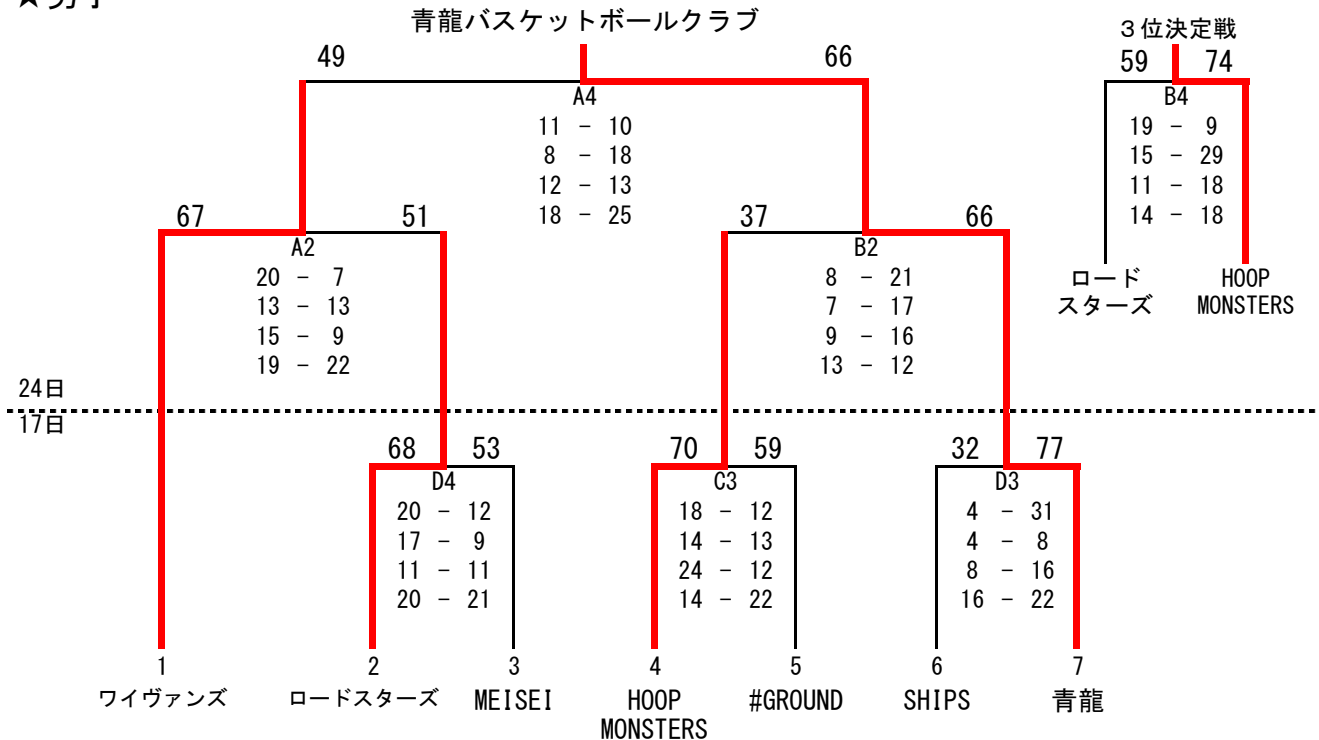 青龍バスケットボールクラブ
３位決定戦
49 66
59 74
A4
11 - 10
8 - 18
12 - 13
18 - 25
B4
19 - 9
15 - 29
11 - 18
14 - 18
ロード
スターズ
HOOP
MONSTERS
67 51
A2
20 - 7
13 - 13
15 - 9
19 - 22
37 66
B2
8 - 21
7 - 17
9 - 16
13 - 12
24日
17日
68 53
D4
20 - 12
17 - 9
11 - 11
20 - 21
70 59
C3
18 - 12
14 - 13
24 - 12
14 - 22
32 77
D3
4 - 31
4 - 8
8 - 16
16 - 22
1
ワイヴァンズ
2
ロードスターズ
3
MEISEI
4
HOOP
MONSTERS
5
#GROUND
6
SHIPS
7
青龍